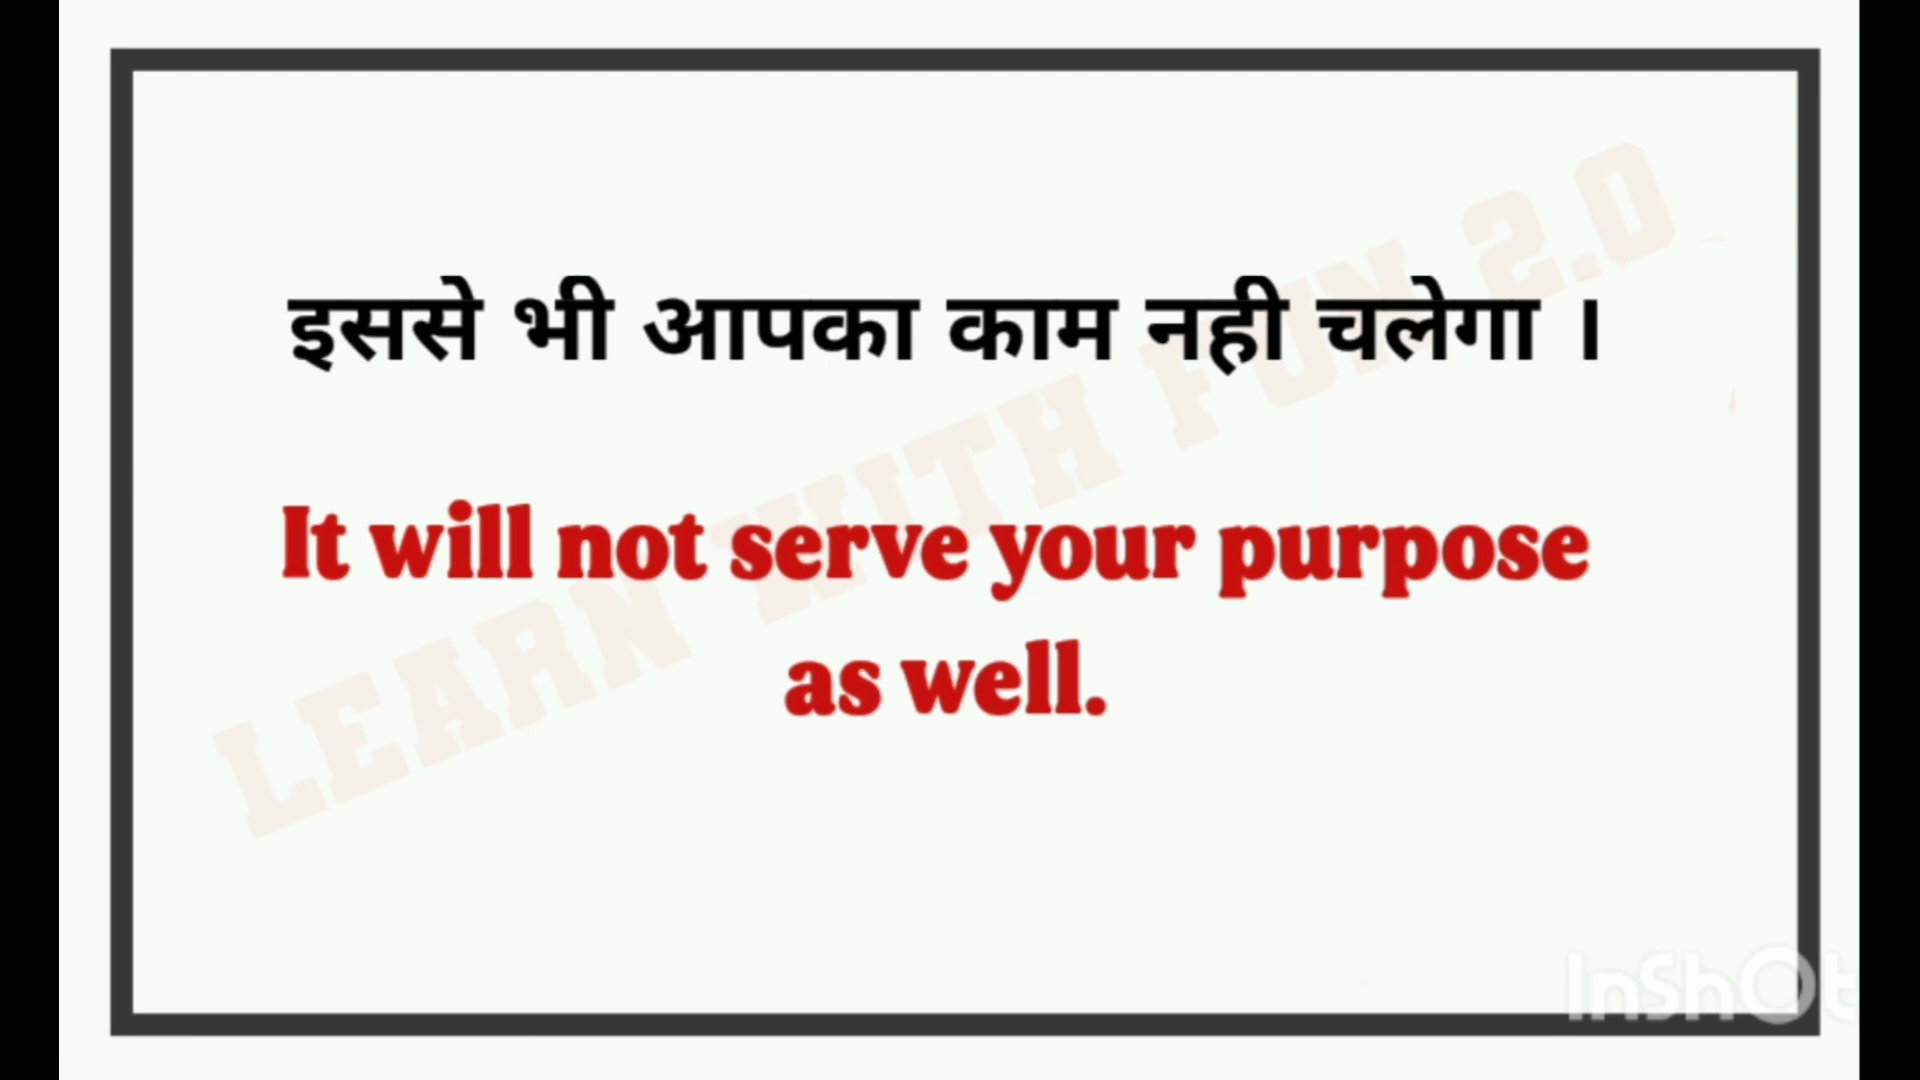 इससे भी आपका काम नही चलेगा ।
It will not serve your purpose
as well.
LEARN WITH FUN 2.0
InShOt